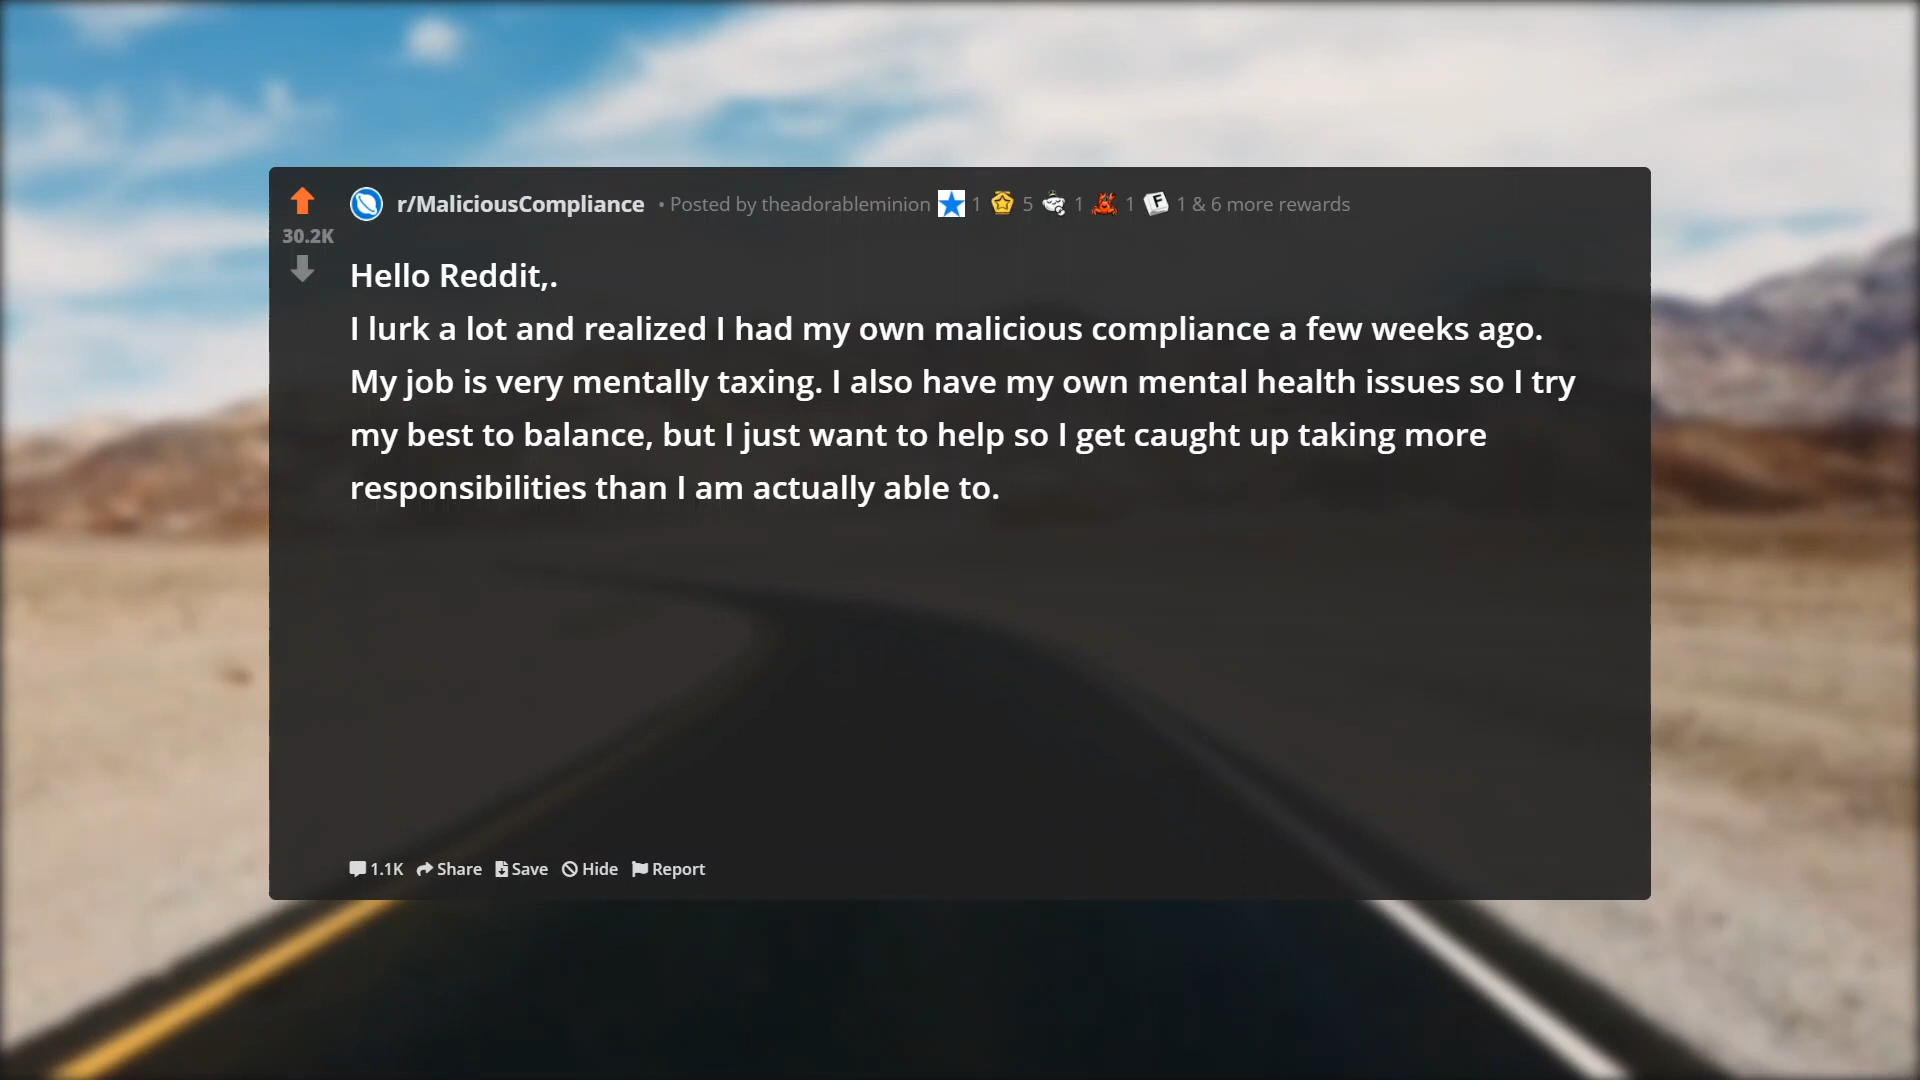 r/MaliciousCompliance • Posted by theadorableminion 1 5 1 1 F 1 & 6 more rewards
30.2K
Hello Reddit,.
I lurk a lot and realized I had my own malicious compliance a few weeks ago.
My job is very mentally taxing. I also have my own mental health issues so I try
my best to balance, but I just want to help so I get caught up taking more
responsibilities than I am actually able to.
1.1K Share Save Hide Report